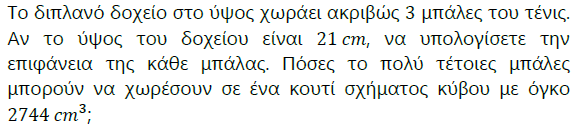 Το διπλανό δοχείο στο ύψος χωράει ακριβώς 3 μπάλες του τένις.
Αν το ύψος του δοχείου είναι 21 cm, να υπολογίσετε την
επιφάνεια της κάθε μπάλας. Πόσες το πολύ τέτοιες μπάλες
μπορούν να χωρέσουν σε ένα κουτί σχήματος κύβου με όγκο
2744 cm³;